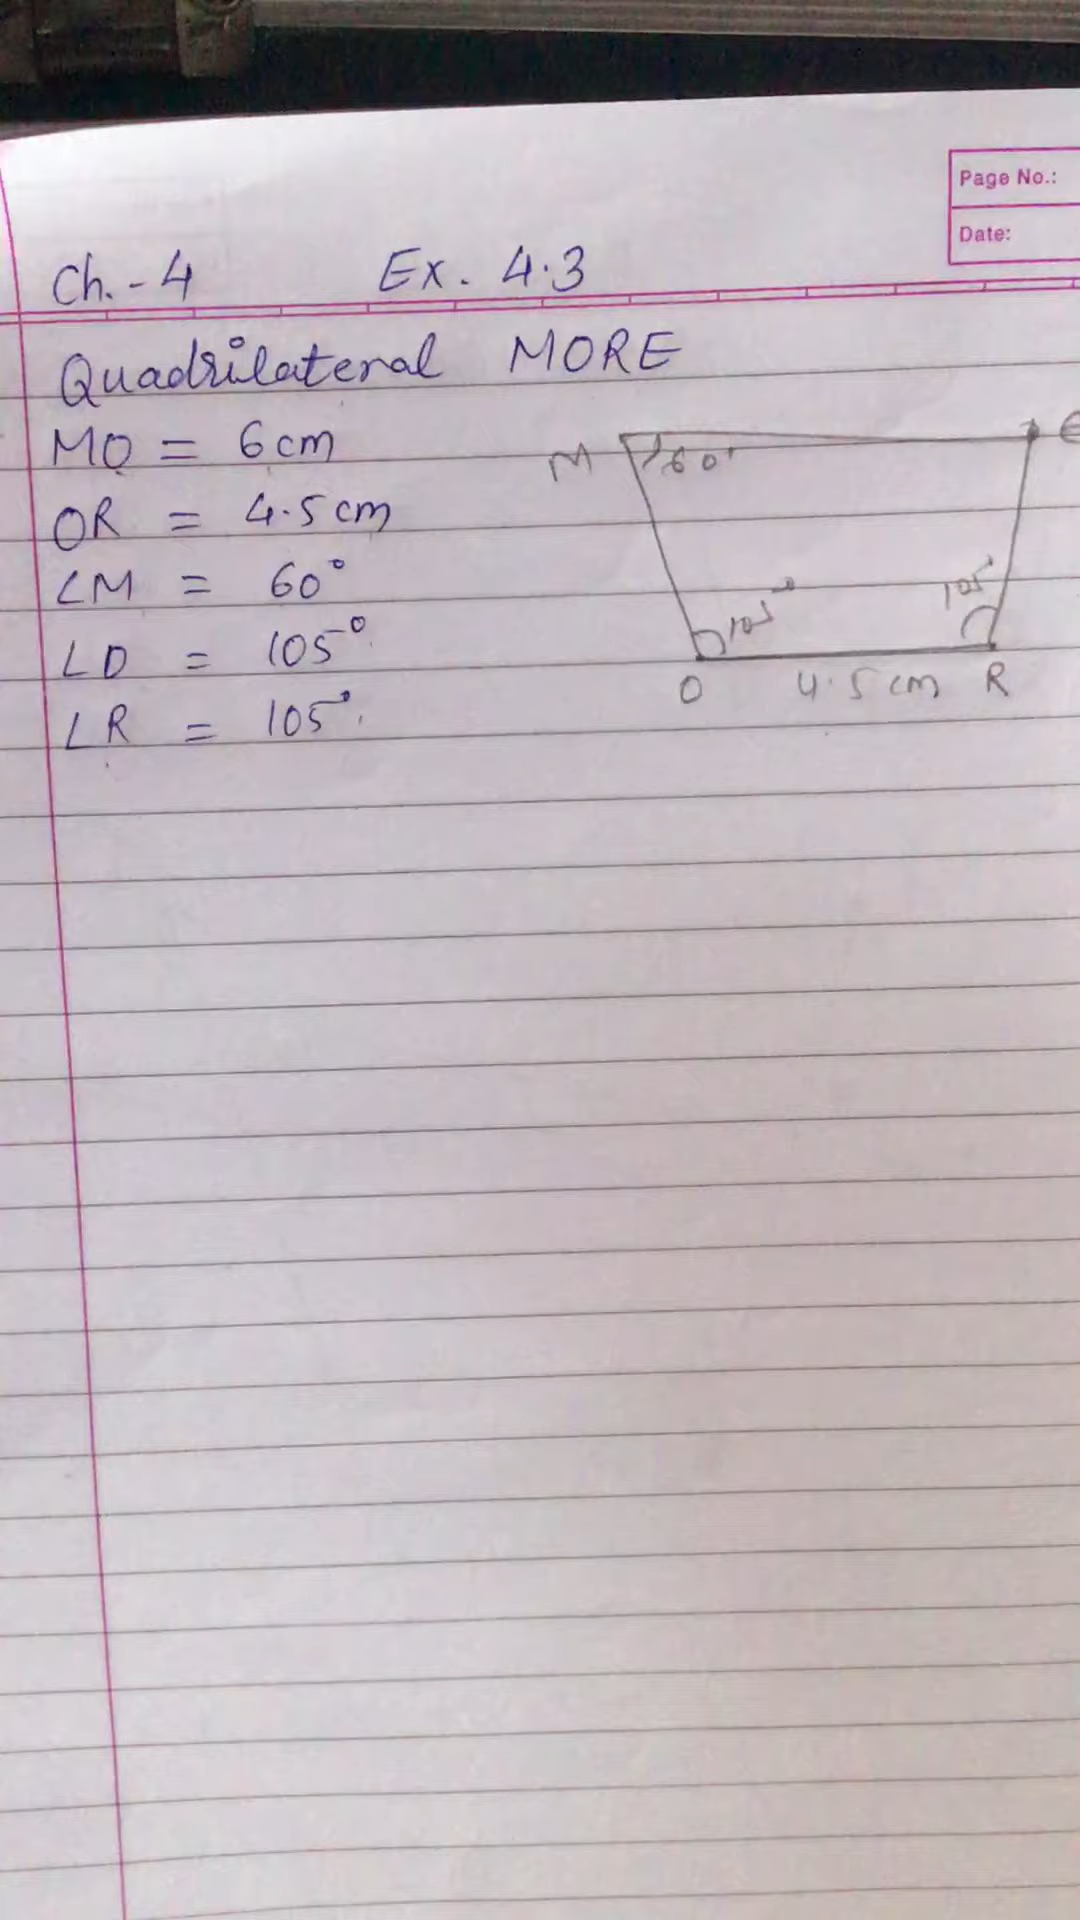 Page No.:
Date:
Ch.-4 Ex. 4.3
Quadrilateral MORE
MO = 6 cm
OR = 4.5 cm
∠M = 60°
∠O = 105°
∠R = 105°.
M 60° E
105° 105°
O 4.5 cm R